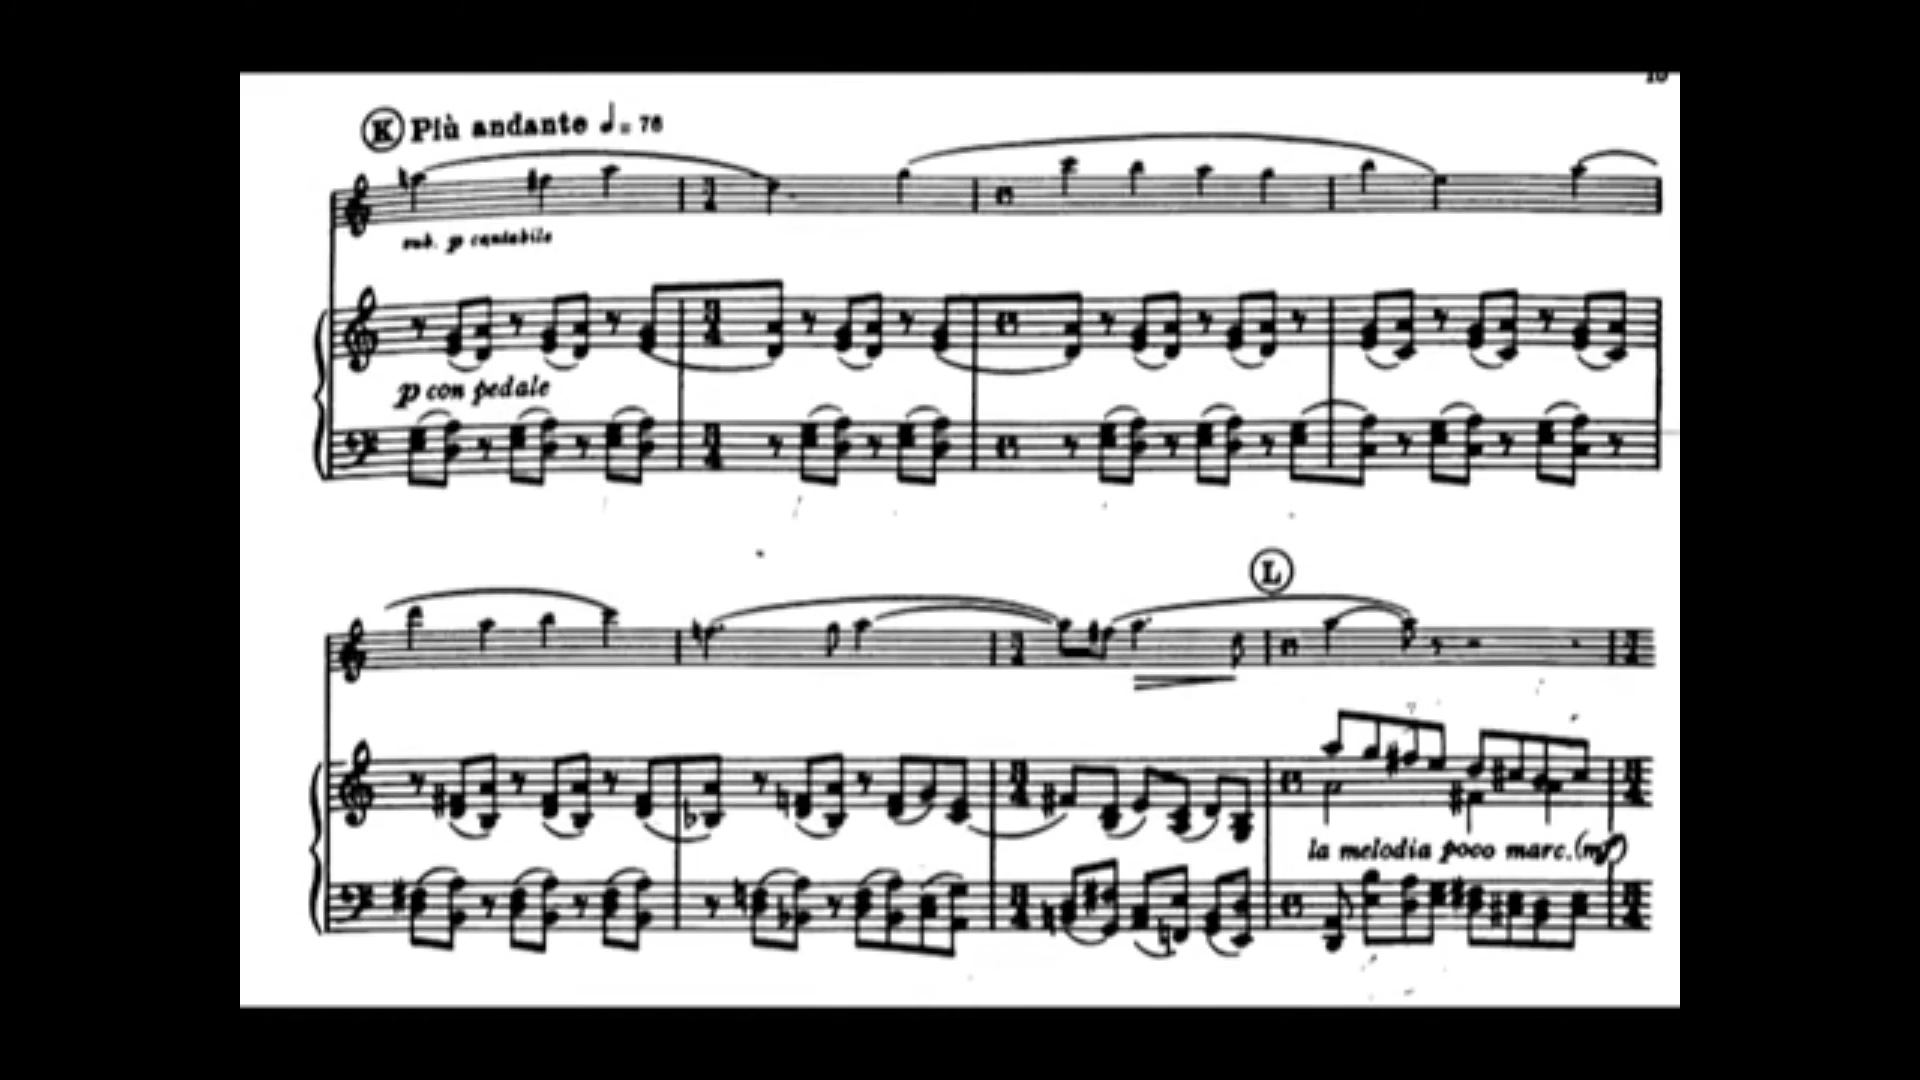 K Più andante ♩= 76
sub. p cantabile
p con pedale
L
la melodia poco marc. (mf)